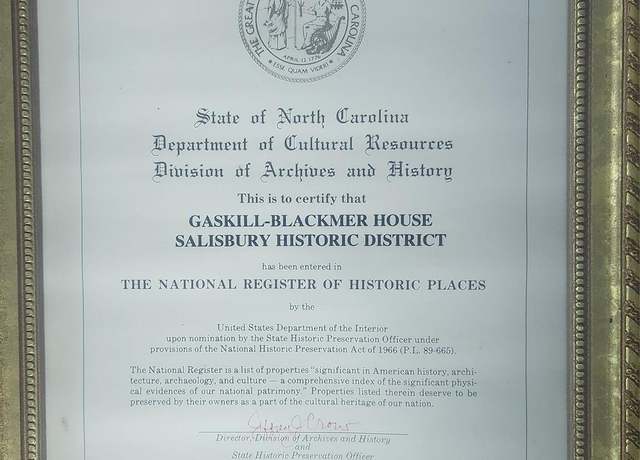 THE GREAT
CAROLINA
APRIL 12 1776
★ ESSE QUAM VIDERI ★
State of North Carolina
Department of Cultural Resources
Division of Archives and History
This is to certify that
GASKILL-BLACKMER HOUSE
SALISBURY HISTORIC DISTRICT
has been entered in
THE NATIONAL REGISTER OF HISTORIC PLACES
by the
United States Department of the Interior
upon nomination by the State Historic Preservation Officer under
provisions of the National Historic Preservation Act of 1966 (P.L. 89-665).
The National Register is a list of properties "significant in American history, archi-
tecture, archaeology, and culture — a comprehensive index of the significant physi-
cal evidences of our national patrimony." Properties listed therein deserve to be
preserved by their owners as a part of the cultural heritage of our nation.
Jeffrey J Crow
Director, Division of Archives and History
and
State Historic Preservation Officer